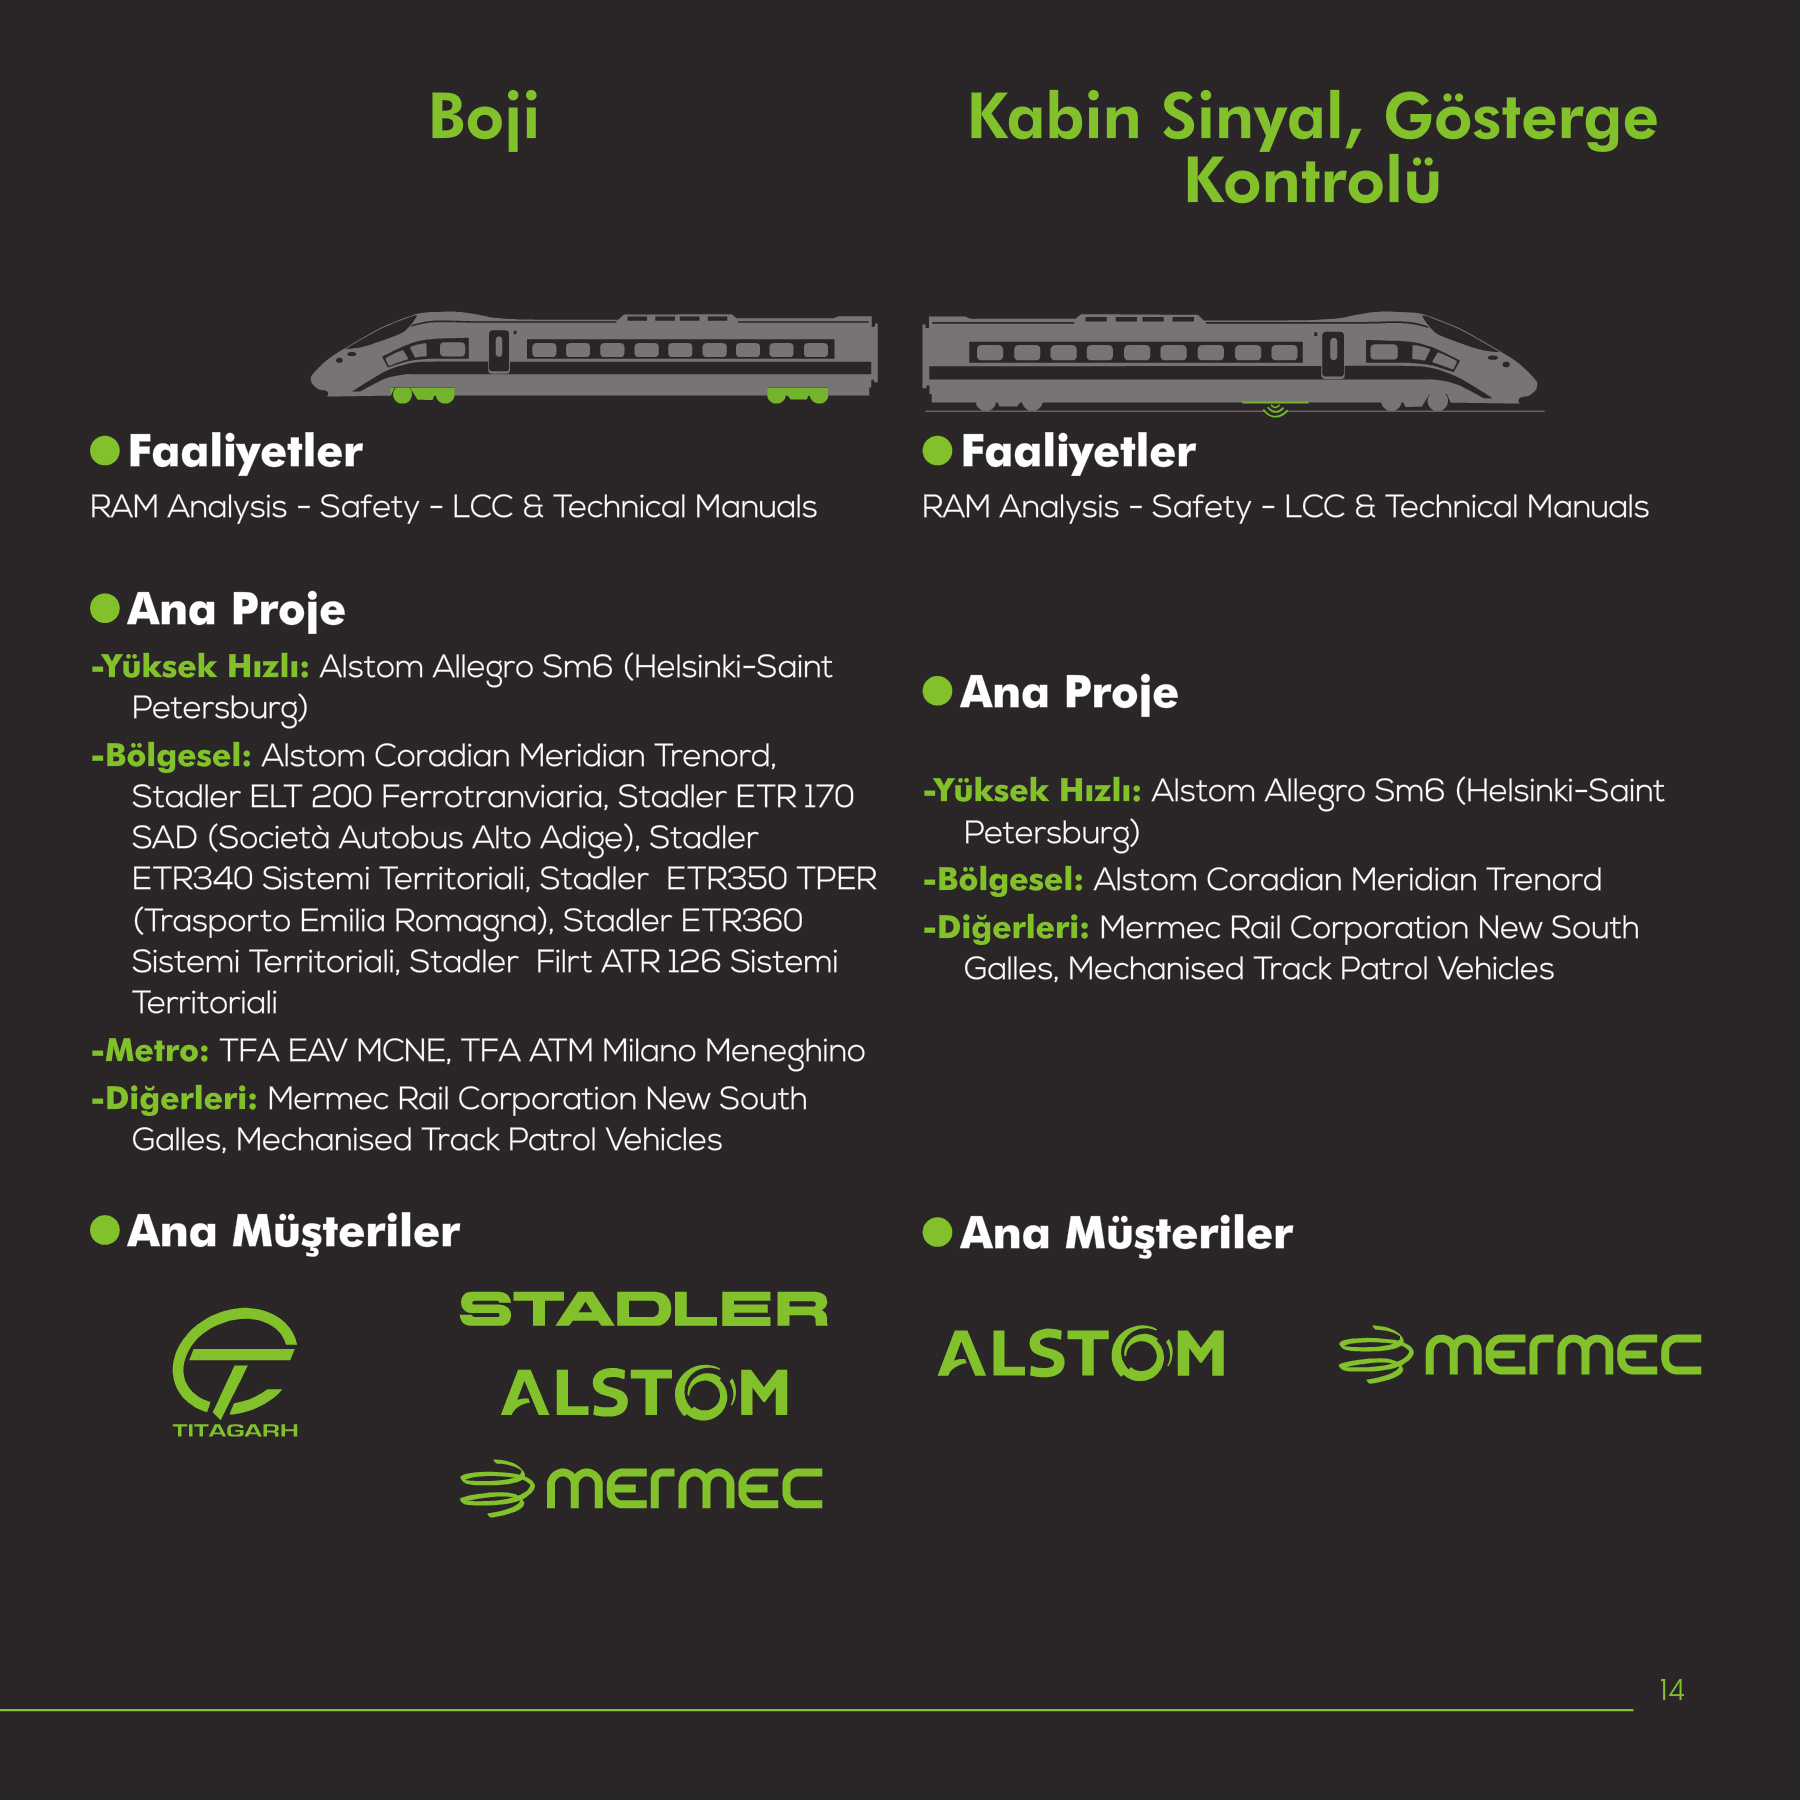 Boji
Faaliyetler
RAM Analysis - Safety - LCC & Technical Manuals
Ana Proje
-Yüksek Hızlı: Alstom Allegro Sm6 (Helsinki-Saint
Petersburg)
-Bölgesel: Alstom Coradian Meridian Trenord,
Stadler ELT 200 Ferrotranviaria, Stadler ETR 170
SAD (Società Autobus Alto Adige), Stadler
ETR340 Sistemi Territoriali, Stadler ETR350 TPER
(Trasporto Emilia Romagna), Stadler ETR360
Sistemi Territoriali, Stadler Filrt ATR 126 Sistemi
Territoriali
-Metro: TFA EAV MCNE, TFA ATM Milano Meneghino
-Diğerleri: Mermec Rail Corporation New South
Galles, Mechanised Track Patrol Vehicles
Ana Müşteriler
TITAGARH
STADLER
ALSTOM
mermec
Kabin Sinyal, Gösterge
Kontrolü
Faaliyetler
RAM Analysis - Safety - LCC & Technical Manuals
Ana Proje
-Yüksek Hızlı: Alstom Allegro Sm6 (Helsinki-Saint
Petersburg)
-Bölgesel: Alstom Coradian Meridian Trenord
-Diğerleri: Mermec Rail Corporation New South
Galles, Mechanised Track Patrol Vehicles
Ana Müşteriler
ALSTOM
mermec
14